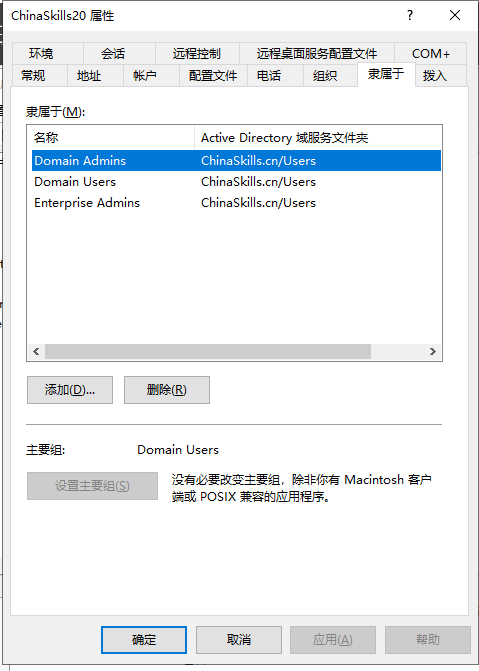 ChinaSkills20 属性
环境 会话 远程控制 远程桌面服务配置文件 COM+
常规 地址 帐户 配置文件 电话 组织 隶属于 拨入
隶属于(M):
名称 Active Directory 域服务文件夹
Domain Admins ChinaSkills.cn/Users
Domain Users ChinaSkills.cn/Users
Enterprise Admins ChinaSkills.cn/Users
添加(D)... 删除(R)
主要组: Domain Users
设置主要组(S) 没有必要改变主要组，除非你有 Macintosh 客户
端或 POSIX 兼容的应用程序。
确定 取消 应用(A) 帮助